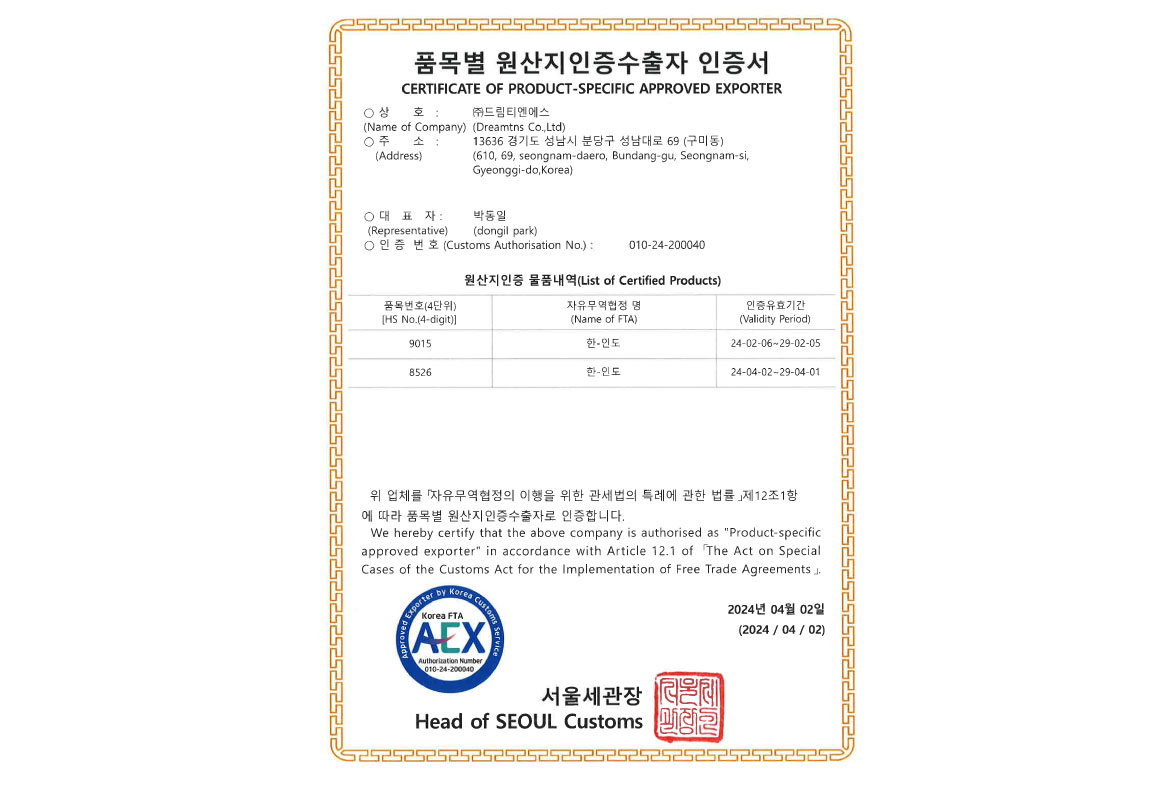 품목별 원산지인증수출자 인증서
CERTIFICATE OF PRODUCT-SPECIFIC APPROVED EXPORTER
○ 상 호 : ㈜드림티엔에스
(Name of Company) (Dreamtns Co.,Ltd)
○ 주 소 : 13636 경기도 성남시 분당구 성남대로 69 (구미동)
(Address) (610, 69, seongnam-daero, Bundang-gu, Seongnam-si,
Gyeonggi-do,Korea)
○ 대 표 자 : 박동일
(Representative) (dongil park)
○ 인 증 번 호 (Customs Authorisation No.) : 010-24-200040
원산지인증 물품내역(List of Certified Products)
품목번호(4단위) 자유무역협정 명 인증유효기간
[HS No.(4-digit)] (Name of FTA) (Validity Period)
9015 한-인도 24-02-06~29-02-05
8526 한-인도 24-04-02~29-04-01
위 업체를 「자유무역협정의 이행을 위한 관세법의 특례에 관한 법률」제12조1항
에 따라 품목별 원산지인증수출자로 인증합니다.
We hereby certify that the above company is authorised as "Product-specific
approved exporter" in accordance with Article 12.1 of 「The Act on Special
Cases of the Customs Act for the Implementation of Free Trade Agreements」.
2024년 04월 02일
(2024 / 04 / 02)
Approved Exporter by Korea Customs Service
Korea FTA
AEX
Authorization Number
010-24-200040
서울세관장
Head of SEOUL Customs